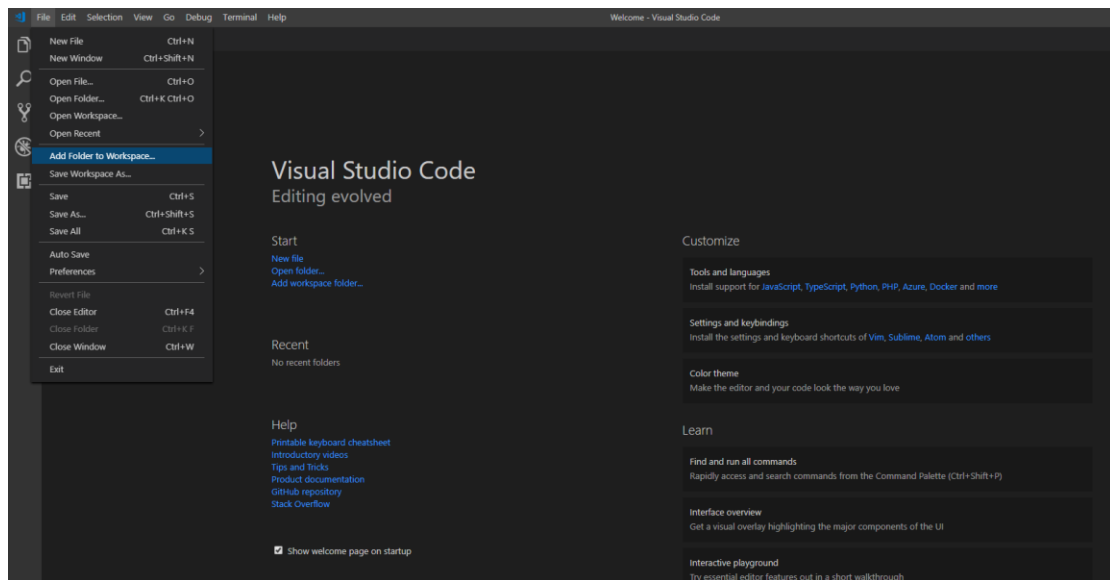 File Edit Selection View Go Debug Terminal Help
Welcome - Visual Studio Code
New File Ctrl+N
New Window Ctrl+Shift+N
Open File... Ctrl+O
Open Folder... Ctrl+K Ctrl+O
Open Workspace...
Open Recent
Add Folder to Workspace...
Save Workspace As...
Save Ctrl+S
Save As... Ctrl+Shift+S
Save All Ctrl+K S
Auto Save
Preferences
Revert File
Close Editor Ctrl+F4
Close Folder Ctrl+K F
Close Window Ctrl+W
Exit
Visual Studio Code
Editing evolved
Start
New file
Open folder...
Add workspace folder...
Recent
No recent folders
Help
Printable keyboard cheatsheet
Introductory videos
Tips and Tricks
Product documentation
GitHub repository
Stack Overflow
Show welcome page on startup
Customize
Tools and languages
Install support for JavaScript, TypeScript, Python, PHP, Azure, Docker and more
Settings and keybindings
Install the settings and keyboard shortcuts of Vim, Sublime, Atom and others
Color theme
Make the editor and your code look the way you love
Learn
Find and run all commands
Rapidly access and search commands from the Command Palette (Ctrl+Shift+P)
Interface overview
Get a visual overlay highlighting the major components of the UI
Interactive playground
Try essential editor features out in a short walkthrough